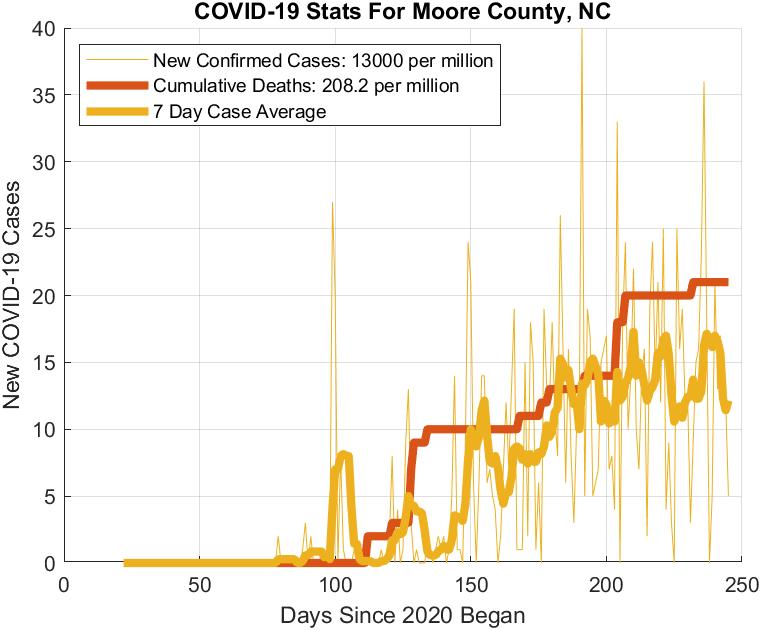 COVID-19 Stats For Moore County, NC
40
35
30
25
20
15
10
5
0
New COVID-19 Cases
New Confirmed Cases: 13000 per million
Cumulative Deaths: 208.2 per million
7 Day Case Average
0
50
100
150
200
250
Days Since 2020 Began